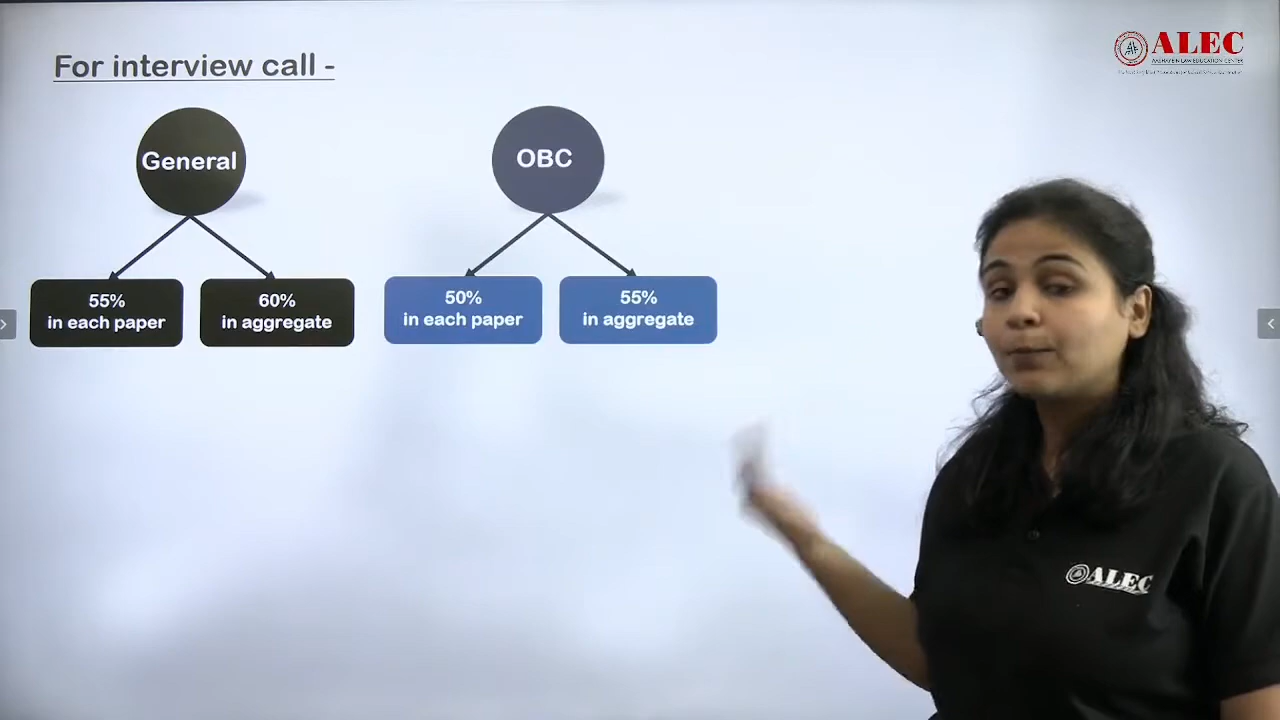 For interview call -
ALEC
General
OBC
55%
in each paper
60%
in aggregate
50%
in each paper
55%
in aggregate
ALEC